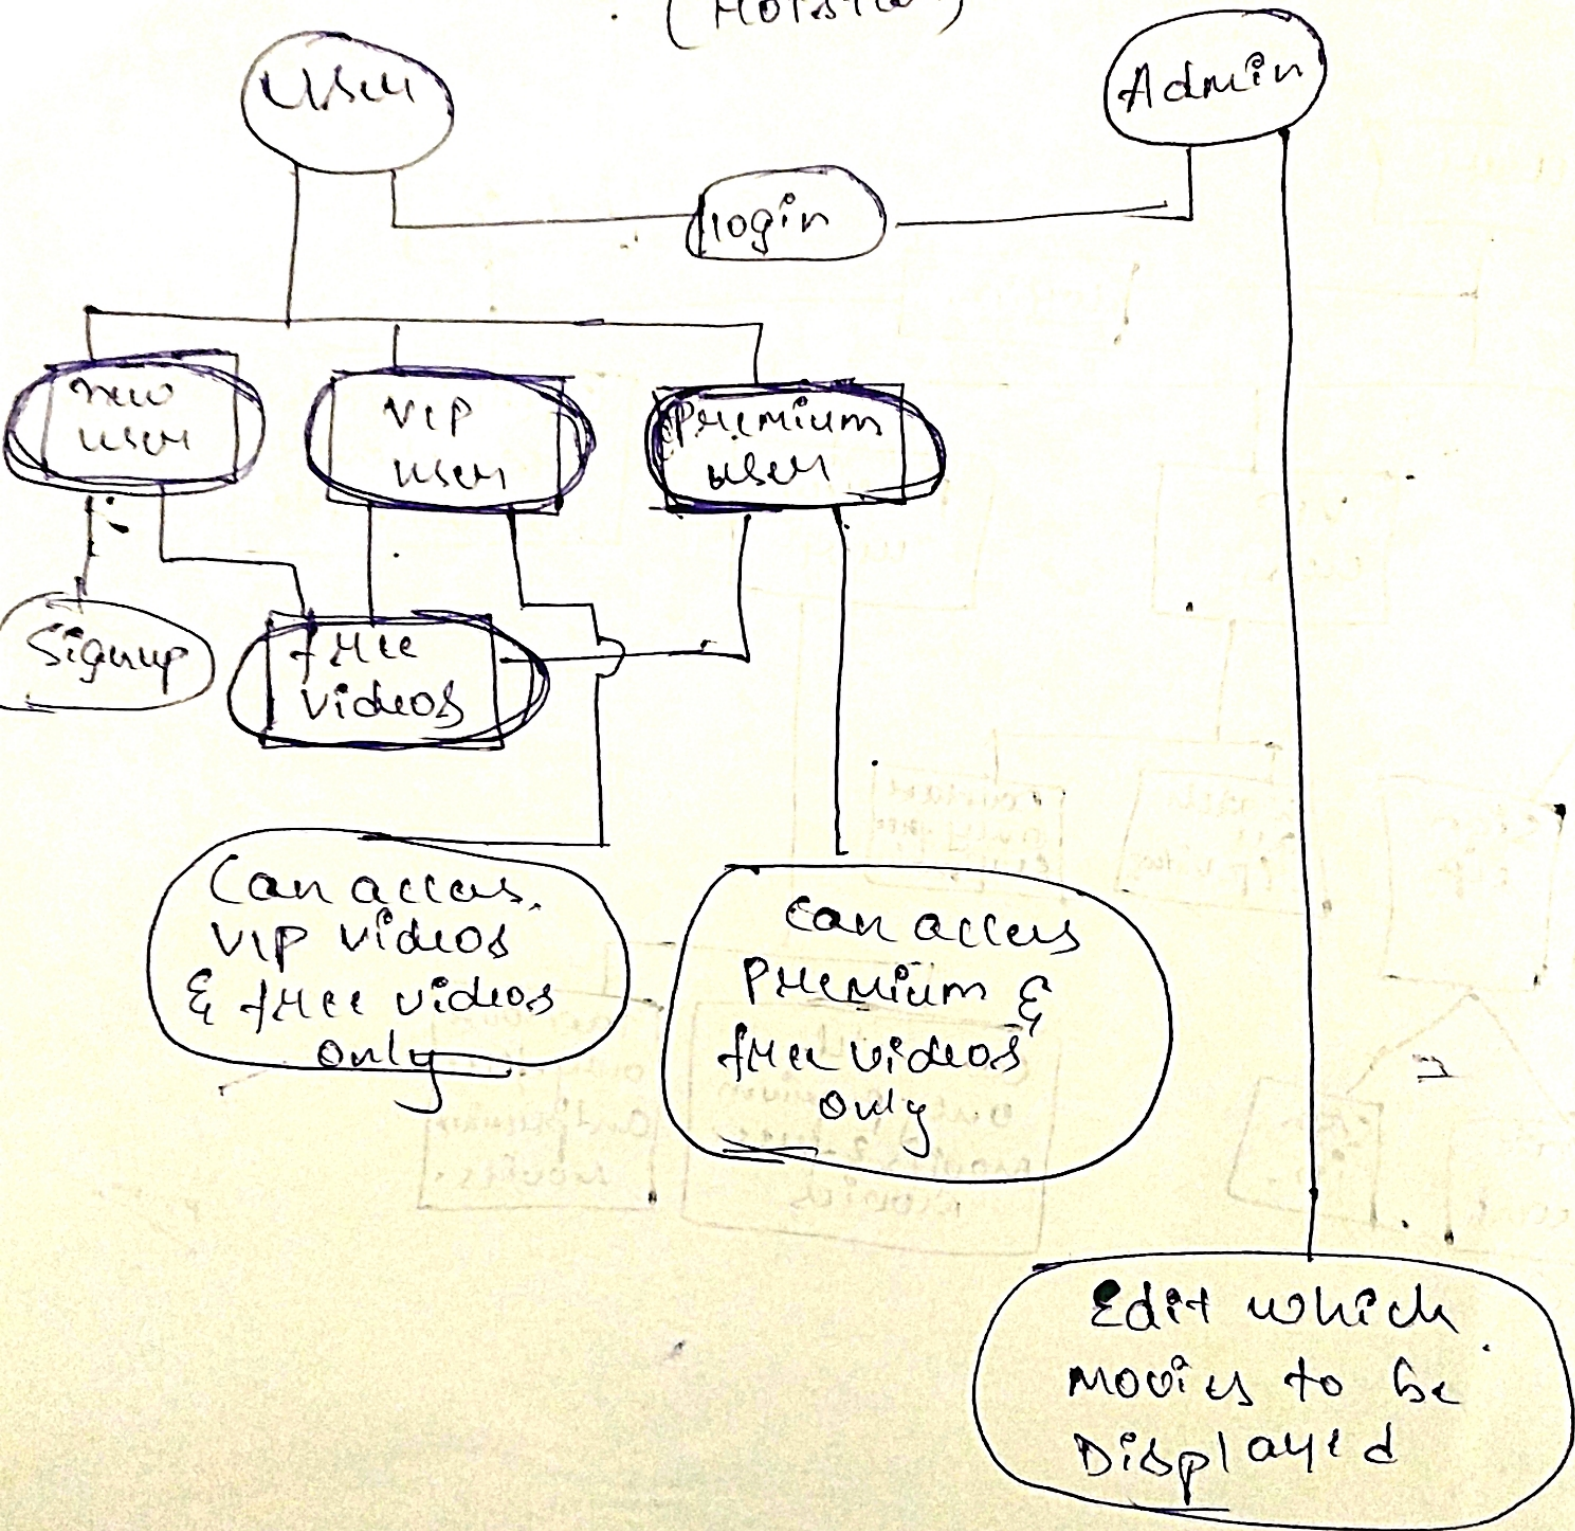 (Hotstar)
User
Admin
login
new
user
VIP
user
Premium
user
Signup
free
videos
Can access
VIP videos
& free videos
only
Can access
Premium &
free videos
only
Edit which
movies to be
Displayed